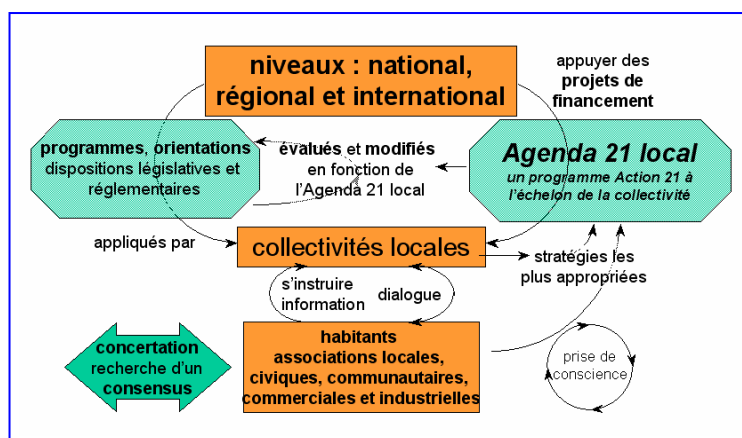 niveaux : national,
régional et international
appuyer des
projets de
financement
programmes, orientations
dispositions législatives et
réglementaires
évalués et modifiés
en fonction de
l'Agenda 21 local
Agenda 21 local
un programme Action 21 à
l'échelon de la collectivité
appliqués par
collectivités locales
stratégies les
plus appropriées
s'instruire
information
dialogue
concertation
recherche d'un
consensus
habitants
associations locales,
civiques, communautaires,
commerciales et industrielles
prise de
conscience